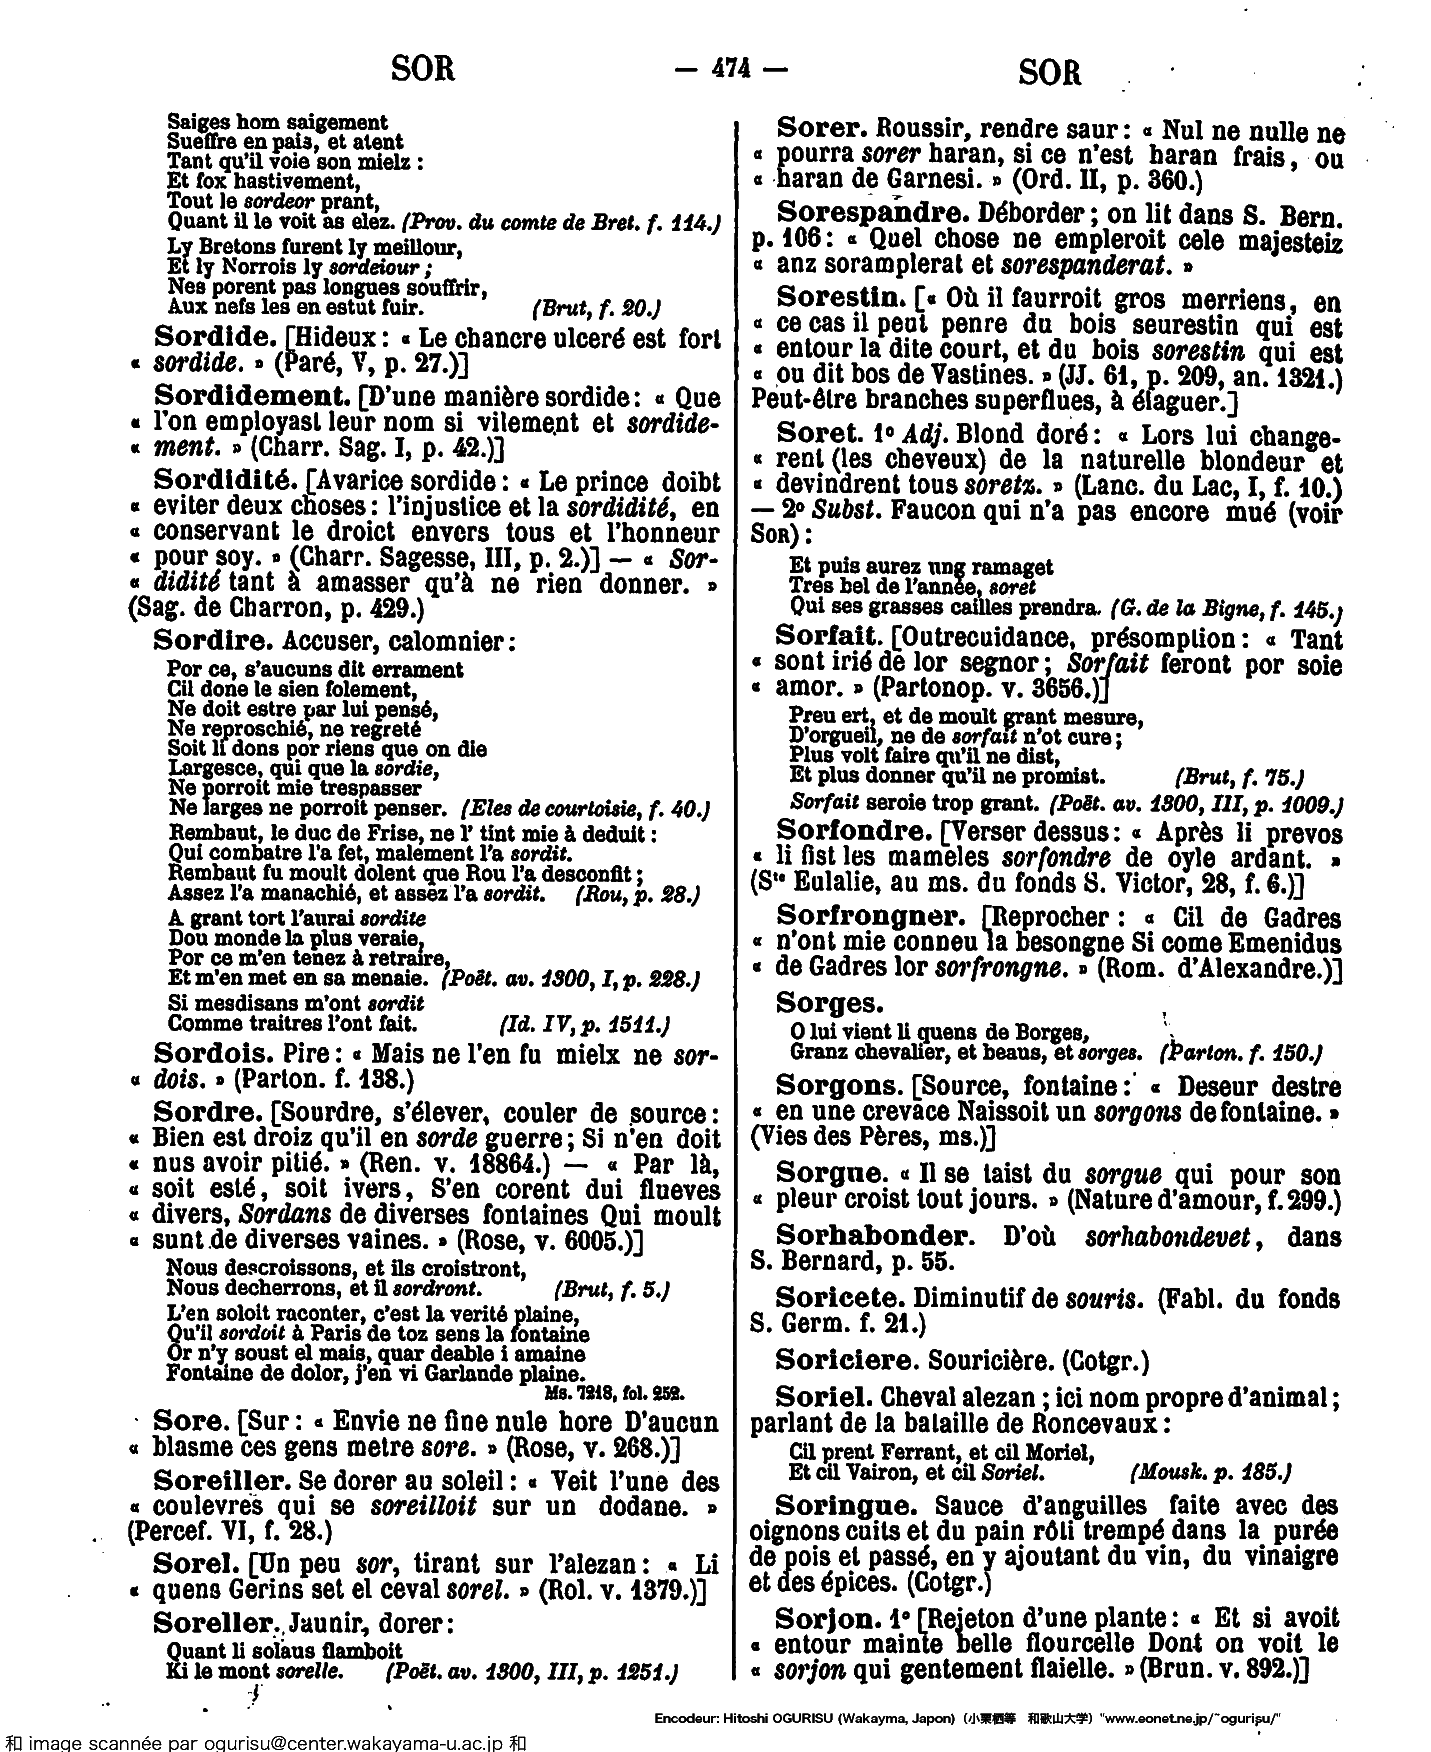 SOR — 474 — SOR
Saiges hom saigement
Sueffre en pais, et atent
Tant qu'il voie son mielz :
Et fox hastivement,
Tout le sordeor prant,
Quant il le voit as elez. (Prov. du comte de Bret. f. 114.)
Ly Bretons furent ly meillour,
Et ly Norrois ly sordeiour ;
Nes porent pas longues souffrir,
Aux nefs les en estut fuir. (Brut, f. 20.)
Sordide. [Hideux : « Le chancre ulceré est fort
« sordide. » (Paré, V, p. 27.)]
Sordidement. [D'une manière sordide : « Que
« l'on employast leur nom si vilement et sordide-
« ment. » (Charr. Sag. I, p. 42.)]
Sordidité. [Avarice sordide : « Le prince doibt
« eviter deux choses : l'injustice et la sordidité, en
« conservant le droict envers tous et l'honneur
« pour soy. » (Charr. Sagesse, III, p. 2.)] — « Sor-
« didité tant à amasser qu'à ne rien donner. »
(Sag. de Charron, p. 429.)
Sordire. Accuser, calomnier :
Por ce, s'aucuns dit errament
Cil done le sien folement,
Ne doit estre par lui pensé,
Ne reproschié, ne regreté
Soit li dons por riens que on die
Largesce, qui que la sordie,
Ne porroit mie trespasser
Ne larges ne porroit penser. (Eles de courtoisie, f. 40.)
Rembaut, le duc de Frise, ne l' tint mie à deduit :
Qui combatre l'a fet, malement l'a sordit.
Rembaut fu moult dolent que Rou l'a desconfit ;
Assez l'a manachié, et assez l'a sordit. (Rou, p. 28.)
A grant tort l'aurai sordite
Dou monde la plus veraie,
Por ce m'en tenez à retraire,
Et m'en met en sa menaie. (Poët. av. 1300, I, p. 228.)
Si mesdisans m'ont sordit
Comme traitres l'ont fait. (Id. IV, p. 1511.)
Sordois. Pire : « Mais ne l'en fu mielx ne sor-
« dois. » (Parton. f. 138.)
Sordre. [Sourdre, s'élever, couler de source :
« Bien est droiz qu'il en sorde guerre ; Si n'en doit
« nus avoir pitié. » (Ren. v. 18864.) — « Par là,
« soit esté, soit ivers, S'en corent dui flueves
« divers, Sordans de diverses fontaines Qui moult
« sunt de diverses vaines. » (Rose, v. 6005.)]
Nous descroissons, et ils croistront,
Nous decherrons, et il sordront. (Brut, f. 5.)
L'en soloit raconter, c'est la verité plaine,
Qu'il sordoit à Paris de toz sens la fontaine
Or n'y soust el mais, quar deable i amaine
Fontaine de dolor, j'en vi Garlande plaine.
Ms. 7218, fol. 252.
Sore. [Sur : « Envie ne fine nule hore D'aucun
« blasme ces gens metre sore. » (Rose, v. 268.)]
Soreiller. Se dorer au soleil : « Veit l'une des
« coulevres qui se soreilloit sur un dodane. »
(Percef. VI, f. 28.)
Sorel. [Un peu sor, tirant sur l'alezan : « Li
« quens Gerins set el ceval sorel. » (Rol. v. 1379.)]
Soreller. Jaunir, dorer :
Quant li solaus flamboit
Ki le mont sorelle. (Poët. av. 1300, III, p. 1251.)
Sorer. Roussir, rendre saur : « Nul ne nulle ne
« pourra sorer haran, si ce n'est haran frais, ou
« haran de Garnesi. » (Ord. II, p. 360.)
Sorespandre. Déborder ; on lit dans S. Bern.
p. 106 : « Quel chose ne empleroit cele majesteiz
« anz soramplerat et sorespanderat. »
Sorestin. [« Où il faurroit gros merriens, en
« ce cas il peut penre du bois seurestin qui est
« entour la dite court, et du bois sorestin qui est
« ou dit bos de Vastines. » (JJ. 61, p. 209, an. 1321.)
Peut-être branches superflues, à élaguer.]
Soret. 1º Adj. Blond doré : « Lors lui change-
« rent (les cheveux) de la naturelle blondeur et
« devindrent tous soretz. » (Lanc. du Lac, I, f. 10.)
— 2º Subst. Faucon qui n'a pas encore mué (voir
SOR) :
Et puis aurez ung ramaget
Tres bel de l'année, soret
Qui ses grasses cailles prendra. (G. de la Bigne, f. 145.)
Sorfait. [Outrecuidance, présomption : « Tant
« sont irié de lor segnor ; Sorfait feront por soie
« amor. » (Partonop. v. 3656.)]
Preu ert, et de moult grant mesure,
D'orgueil, ne de sorfait n'ot cure ;
Plus volt faire qu'il ne dist,
Et plus donner qu'il ne promist. (Brut, f. 75.)
Sorfait seroie trop grant. (Poët. av. 1300, III, p. 1009.)
Sorfondre. [Verser dessus : « Après li prevos
« li fist les mameles sorfondre de oyle ardant. »
(Ste Eulalie, au ms. du fonds S. Victor, 28, f. 6.)]
Sorfrongner. [Reprocher : « Cil de Gadres
« n'ont mie conneu la besongne Si come Emenidus
« de Gadres lor sorfrongne. » (Rom. d'Alexandre.)]
Sorges.
O lui vient li quens de Borges,
Granz chevalier, et beaus, et sorges. (Parton. f. 150.)
Sorgons. [Source, fontaine : « Deseur destre
« en une crevace Naissoit un sorgons de fontaine. »
(Vies des Pères, ms.)]
Sorgue. « Il se taist du sorgue qui pour son
« pleur croist tout jours. » (Nature d'amour, f. 299.)
Sorhabonder. D'où sorhabondevet, dans
S. Bernard, p. 55.
Soricete. Diminutif de souris. (Fabl. du fonds
S. Germ. f. 21.)
Soriciere. Souricière. (Cotgr.)
Soriel. Cheval alezan ; ici nom propre d'animal ;
parlant de la bataille de Roncevaux :
Cil prent Ferrant, et cil Moriel,
Et cil Vairon, et cil Soriel. (Mousk. p. 185.)
Soringue. Sauce d'anguilles faite avec des
oignons cuits et du pain rôti trempé dans la purée
de pois et passé, en y ajoutant du vin, du vinaigre
et des épices. (Cotgr.)
Sorjon. 1º [Rejeton d'une plante : « Et si avoit
« entour mainte belle flourcelle Dont on voit le
« sorjon qui gentement flaielle. » (Brun. v. 892.)]
Encodeur: Hitoshi OGURISU (Wakayma, Japon) (小栗栖等 和歌山大学) "www.eonet.ne.jp/~ogurisu/"
和 image scannée par ogurisu@center.wakayama-u.ac.jp 和